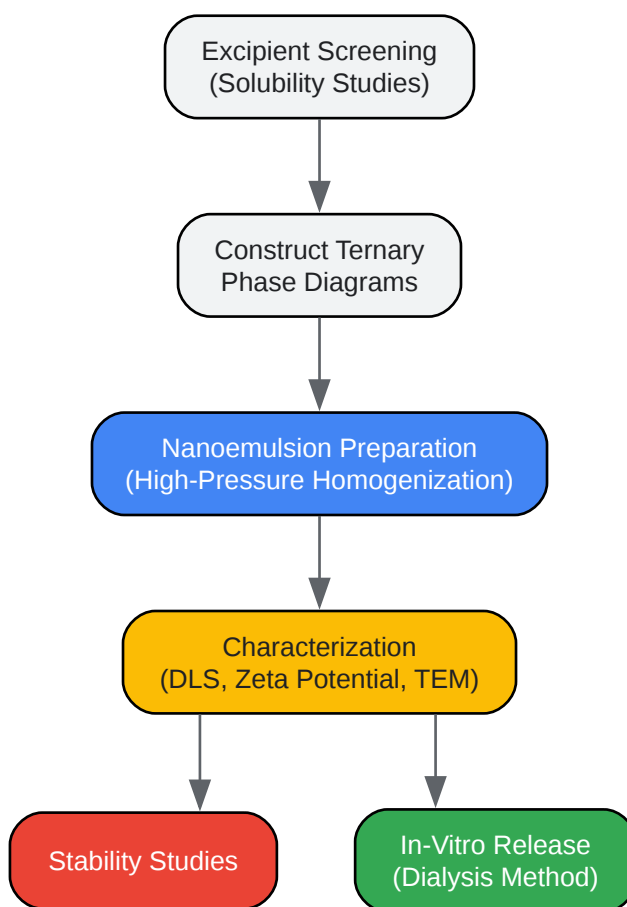 Excipient Screening
(Solubility Studies)
Construct Ternary
Phase Diagrams
Nanoemulsion Preparation
(High-Pressure Homogenization)
Characterization
(DLS, Zeta Potential, TEM)
Stability Studies
In-Vitro Release
(Dialysis Method)